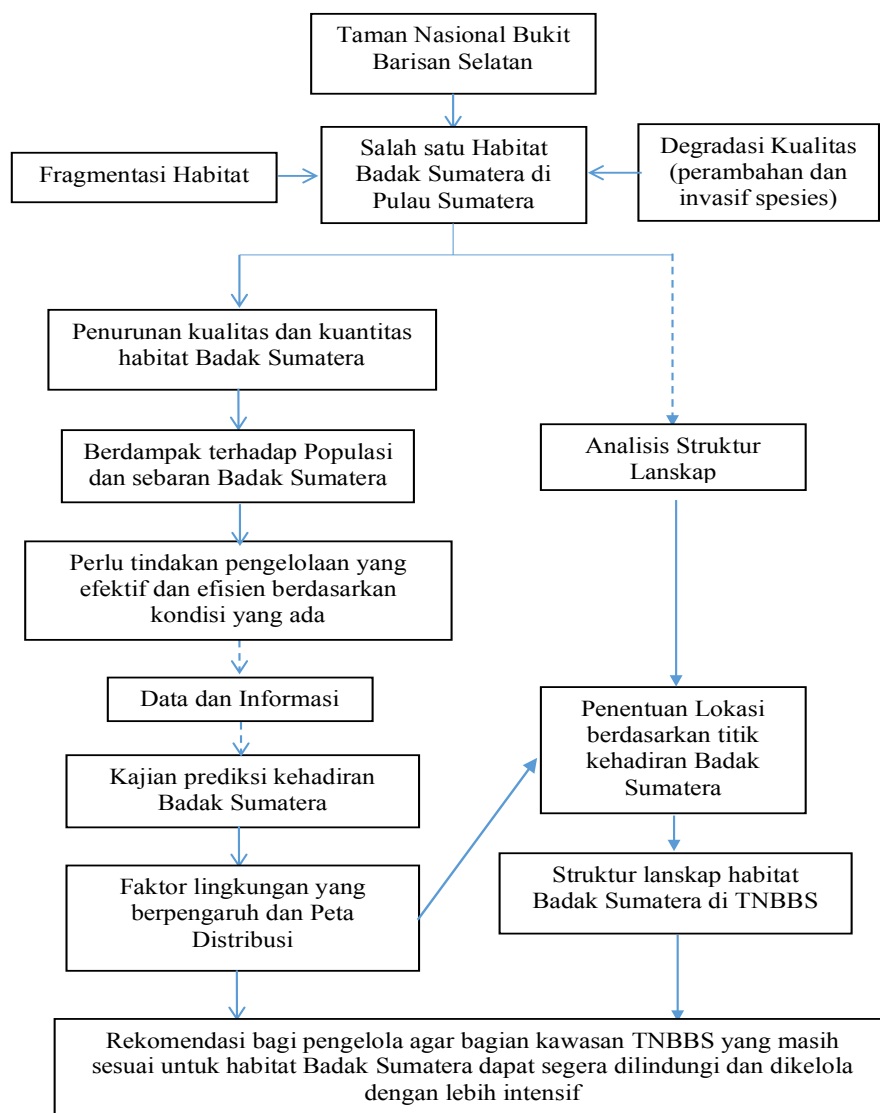 Taman Nasional Bukit
Barisan Selatan
Fragmentasi Habitat
Salah satu Habitat
Badak Sumatera di
Pulau Sumatera
Degradasi Kualitas
(perambahan dan
invasif spesies)
Penurunan kualitas dan kuantitas
habitat Badak Sumatera
Berdampak terhadap Populasi
dan sebaran Badak Sumatera
Analisis Struktur
Lanskap
Perlu tindakan pengelolaan yang
efektif dan efisien berdasarkan
kondisi yang ada
Data dan Informasi
Penentuan Lokasi
berdasarkan titik
kehadiran Badak
Sumatera
Kajian prediksi kehadiran
Badak Sumatera
Faktor lingkungan yang
berpengaruh dan Peta
Distribusi
Struktur lanskap habitat
Badak Sumatera di TNBBS
Rekomendasi bagi pengelola agar bagian kawasan TNBBS yang masih
sesuai untuk habitat Badak Sumatera dapat segera dilindungi dan dikelola
dengan lebih intensif